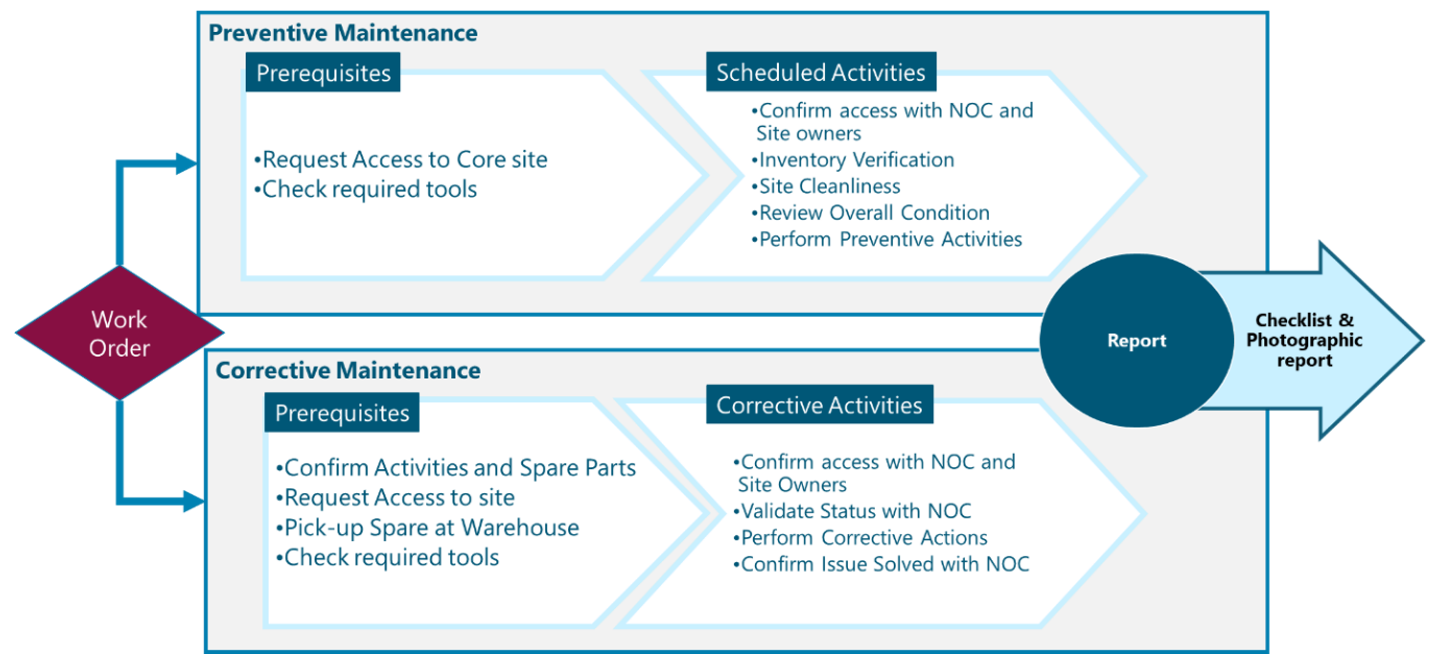 Preventive Maintenance
Prerequisites
•Request Access to Core site
•Check required tools
Scheduled Activities
•Confirm access with NOC and
Site owners
•Inventory Verification
•Site Cleanliness
•Review Overall Condition
•Perform Preventive Activities
Work
Order
Report
Checklist &
Photographic
report
Corrective Maintenance
Prerequisites
•Confirm Activities and Spare Parts
•Request Access to site
•Pick-up Spare at Warehouse
•Check required tools
Corrective Activities
•Confirm access with NOC and
Site Owners
•Validate Status with NOC
•Perform Corrective Actions
•Confirm Issue Solved with NOC